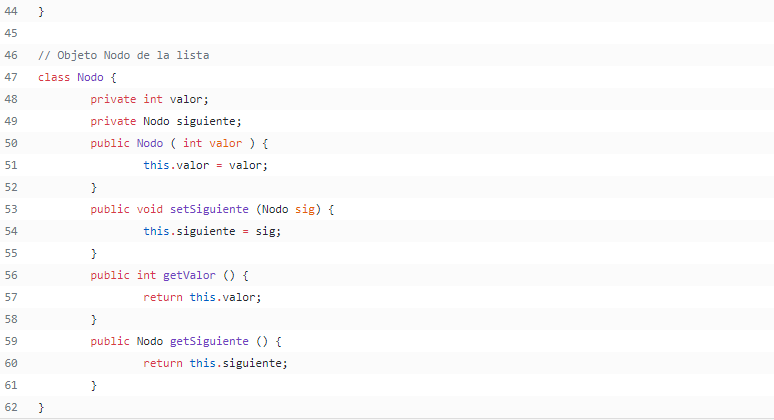 44 }
45
46 // Objeto Nodo de la lista
47 class Nodo {
48 private int valor;
49 private Nodo siguiente;
50 public Nodo ( int valor ) {
51 this.valor = valor;
52 }
53 public void setSiguiente (Nodo sig) {
54 this.siguiente = sig;
55 }
56 public int getValor () {
57 return this.valor;
58 }
59 public Nodo getSiguiente () {
60 return this.siguiente;
61 }
62 }